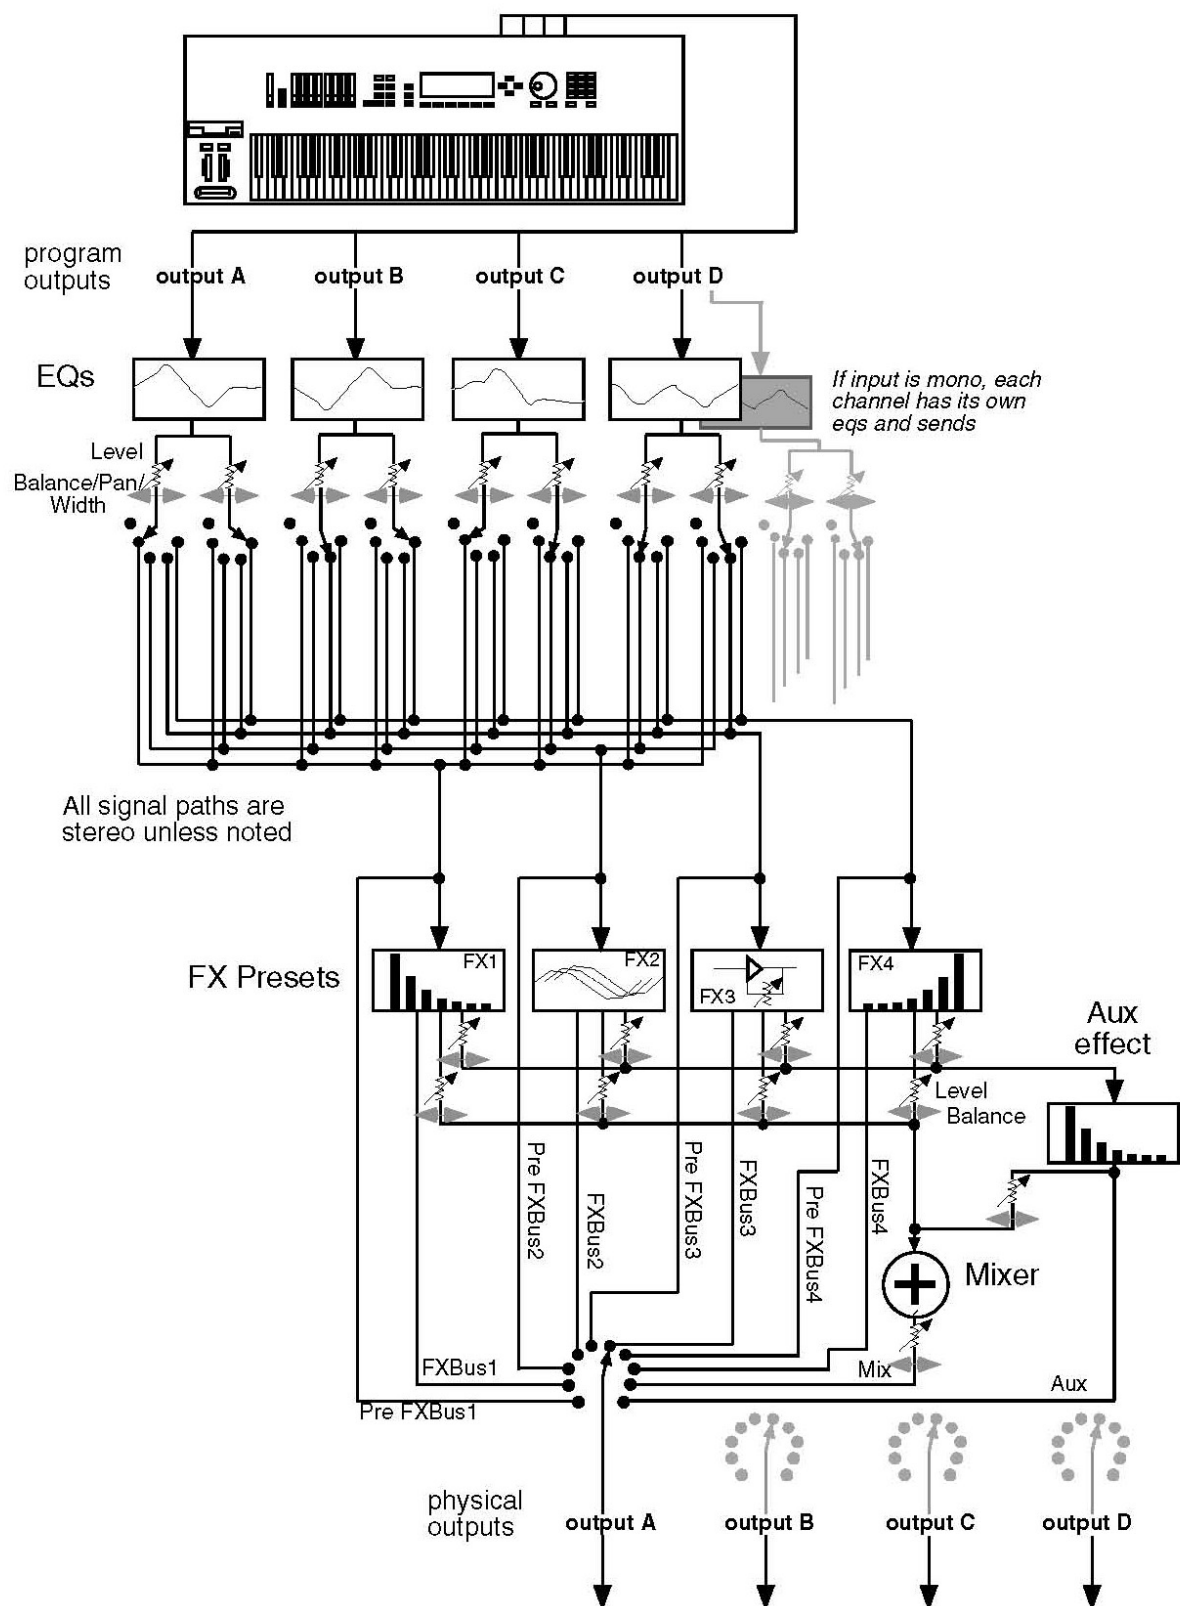 program
outputs
output A
output B
output C
output D
EQs
If input is mono, each
channel has its own
eqs and sends
Level
Balance/Pan/
Width
All signal paths are
stereo unless noted
FX Presets
FX1
FX2
FX3
FX4
Aux
effect
Level
Balance
Pre FXBus2
FXBus2
Pre FXBus3
FXBus3
Pre FXBus4
FXBus4
Mixer
FXBus1
Mix
Aux
Pre FXBus1
physical
outputs
output A
output B
output C
output D